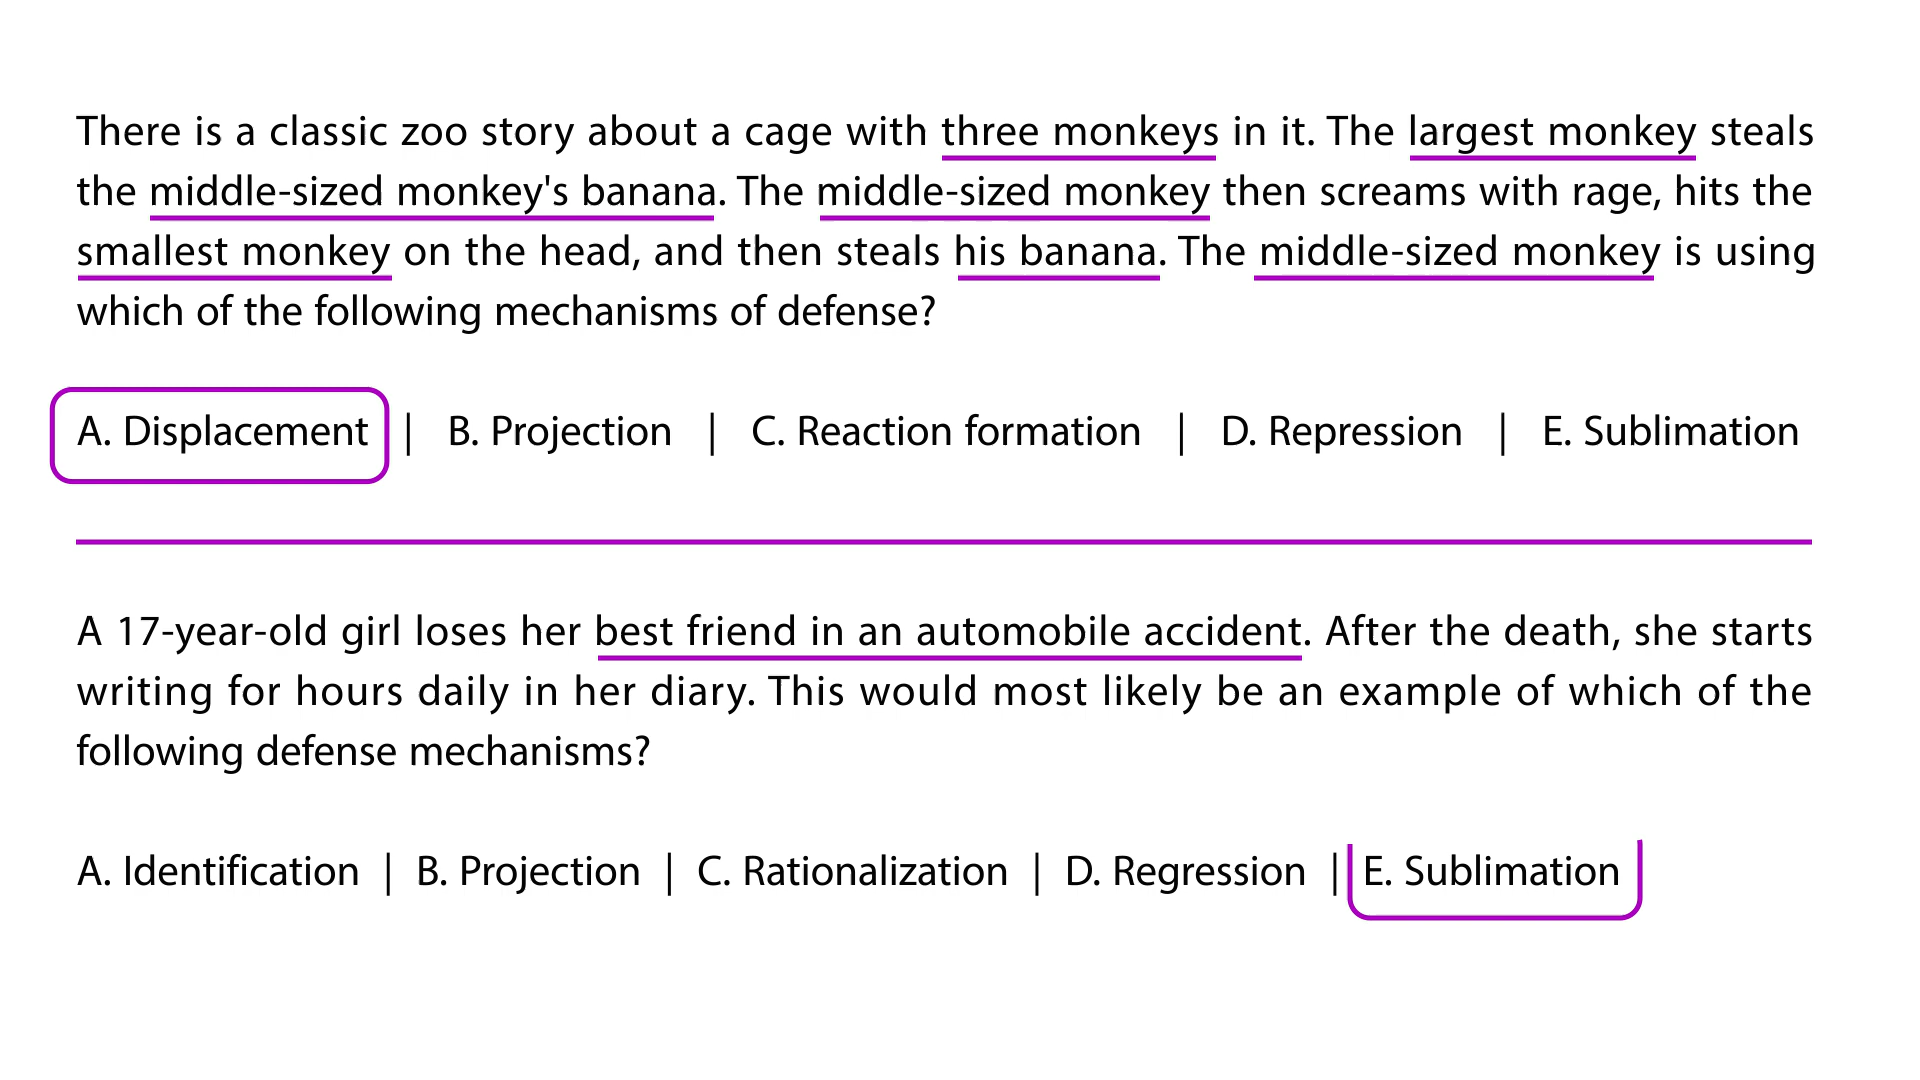 There is a classic zoo story about a cage with three monkeys in it. The largest monkey steals
the middle-sized monkey's banana. The middle-sized monkey then screams with rage, hits the
smallest monkey on the head, and then steals his banana. The middle-sized monkey is using
which of the following mechanisms of defense?
A. Displacement | B. Projection | C. Reaction formation | D. Repression | E. Sublimation
A 17-year-old girl loses her best friend in an automobile accident. After the death, she starts
writing for hours daily in her diary. This would most likely be an example of which of the
following defense mechanisms?
A. Identification | B. Projection | C. Rationalization | D. Regression | E. Sublimation